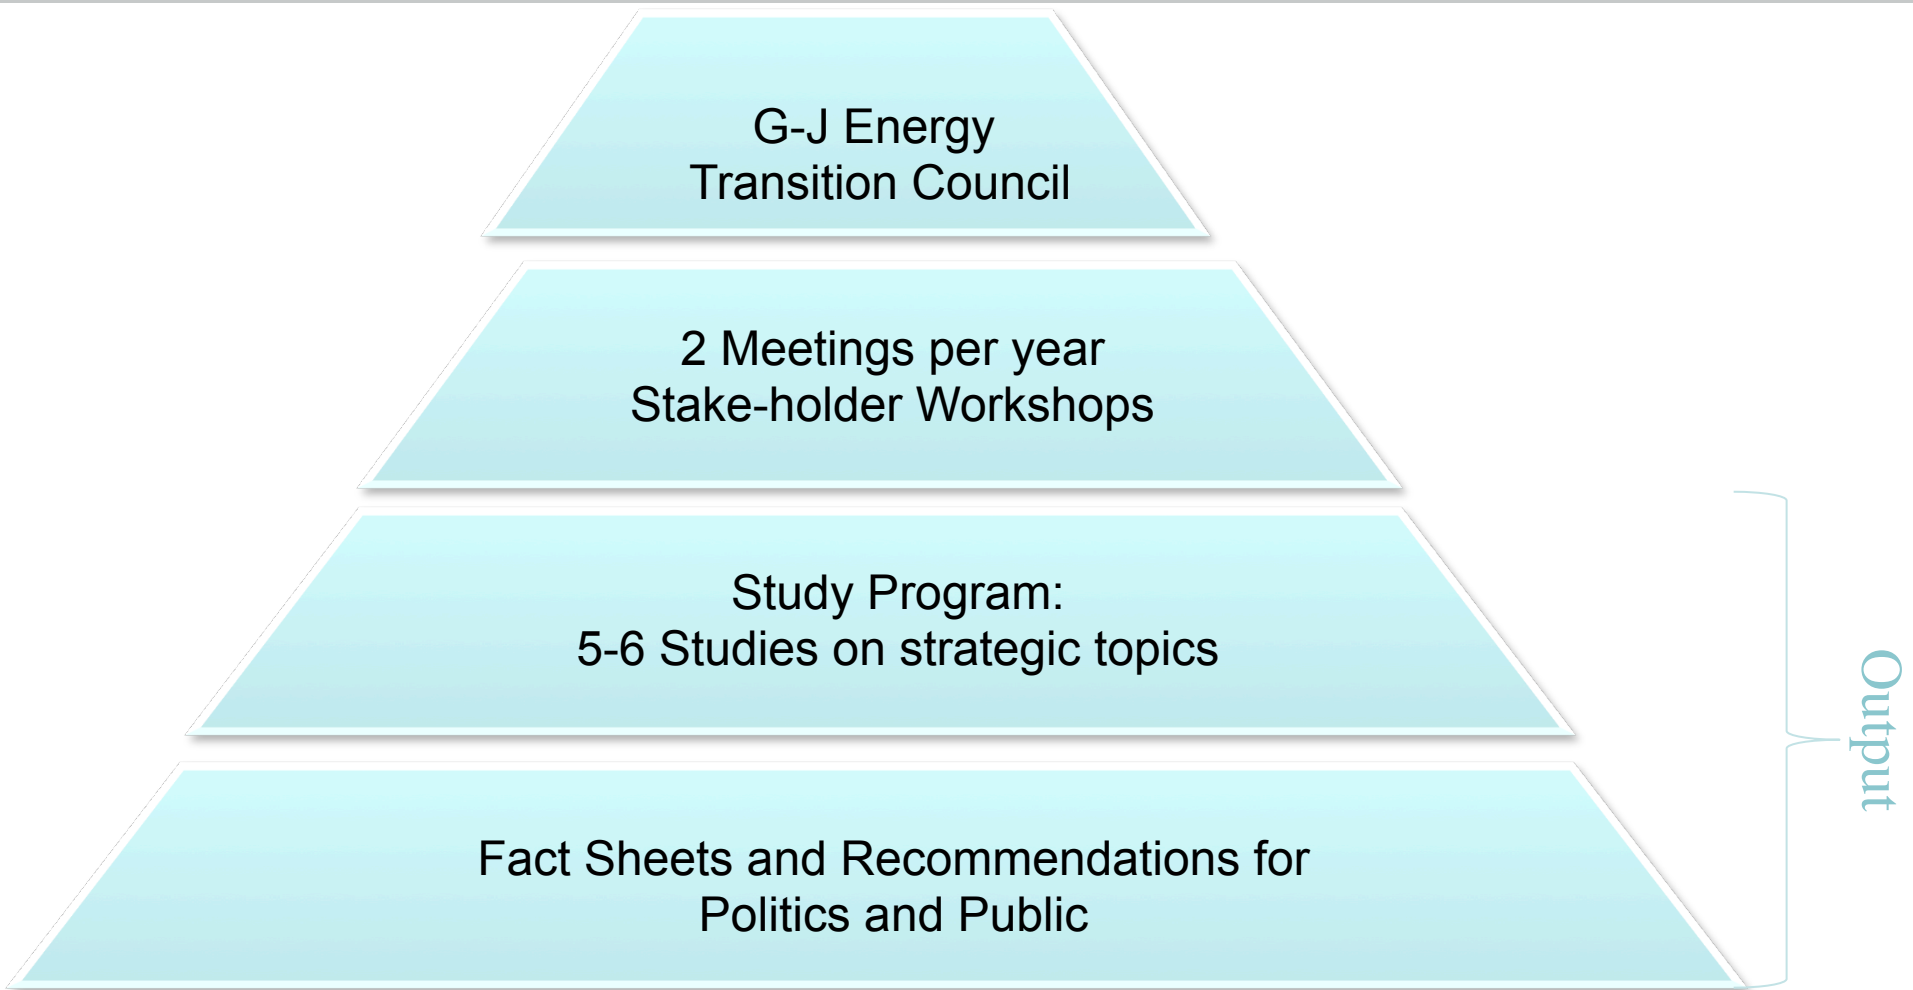 G-J Energy
Transition Council
2 Meetings per year
Stake-holder Workshops
Study Program:
5-6 Studies on strategic topics
Fact Sheets and Recommendations for
Politics and Public
Output